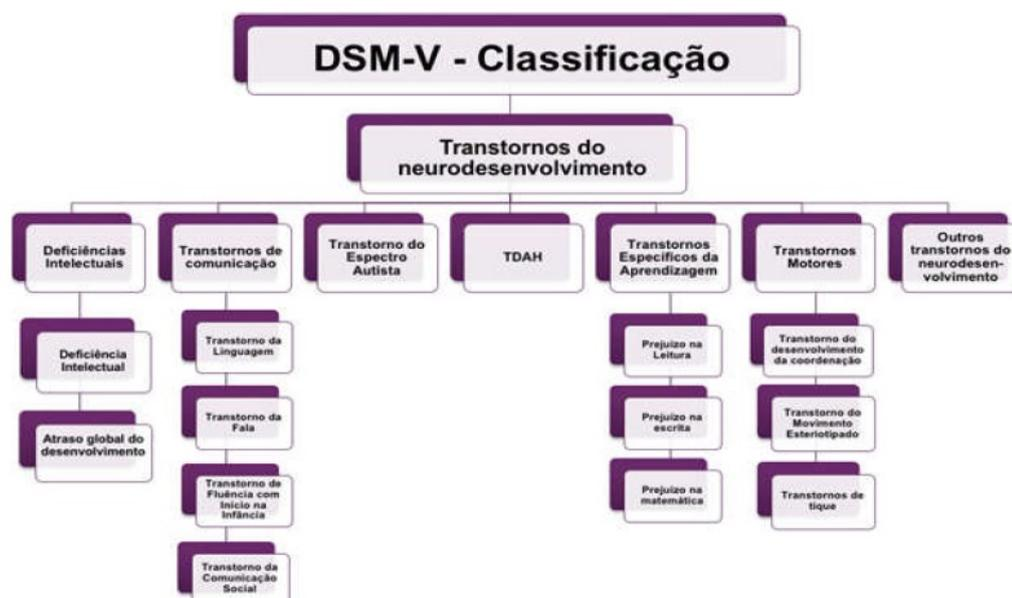 DSM-V - Classificação
Transtornos do
neurodesenvolvimento
Deficiências
Intelectuais
Transtornos de
comunicação
Transtorno do
Espectro
Autista
TDAH
Transtornos
Específicos da
Aprendizagem
Transtornos
Motores
Outros
transtornos do
neurodesen-
volvimento
Deficiência
Intelectual
Atraso global do
desenvolvimento
Transtorno da
Linguagem
Transtorno da
Fala
Transtorno de
Fluência com
Início na
Infância
Transtorno da
Comunicação
Social
Prejuízo na
Leitura
Prejuízo na
escrita
Prejuízo na
matemática
Transtorno do
desenvolvimento
da coordenação
Transtorno do
Movimento
Esteriotipado
Transtornos de
tique